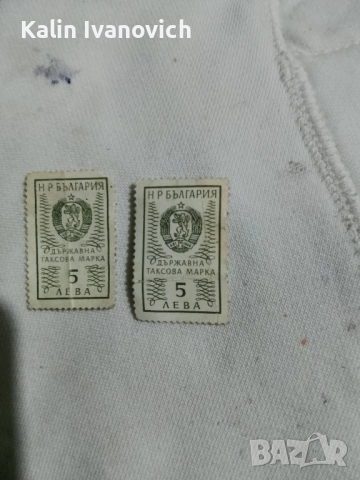 Kalin Ivanovich
Н Р БЪЛГАРИЯ
ДЪРЖАВНА
ТАКСОВА МАРКА
5
ЛЕВА
Н Р БЪЛГАРИЯ
ДЪРЖАВНА
ТАКСОВА МАРКА
5
ЛЕВА
BAZAR